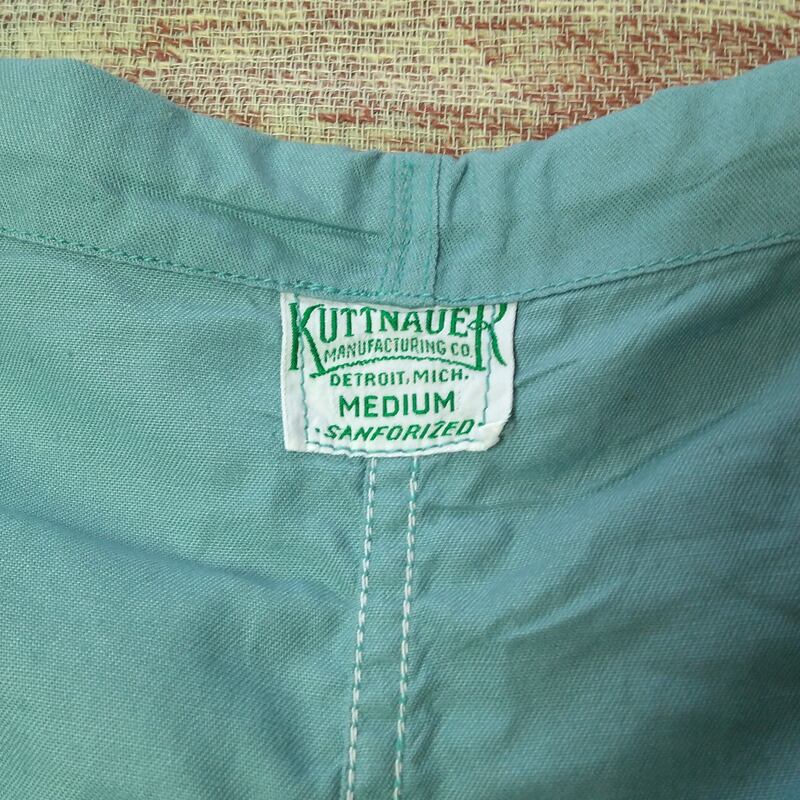 KUTTNAUER
MANUFACTURING CO.
DETROIT, MICH.
MEDIUM
·SANFORIZED·